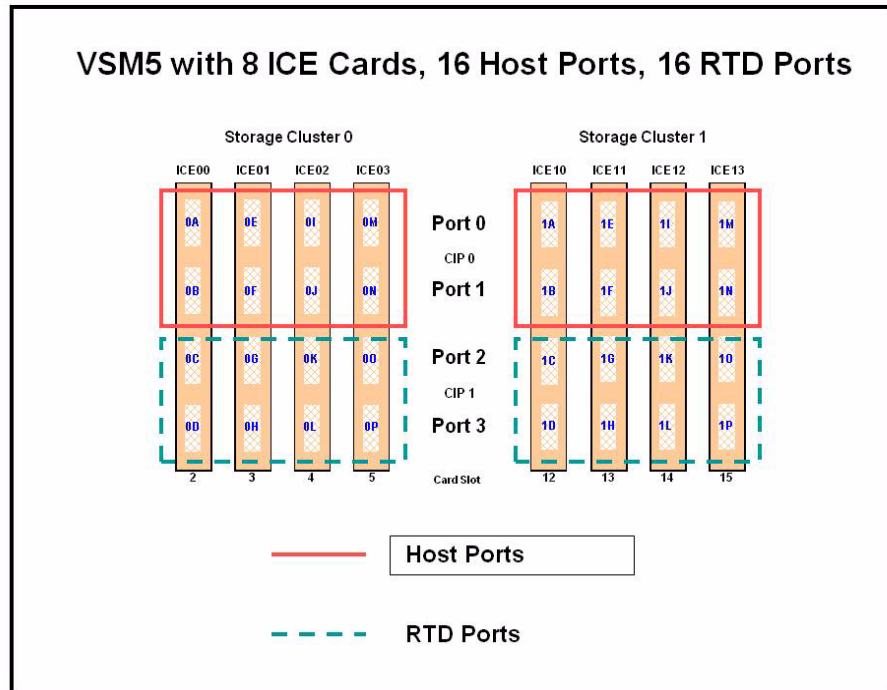 VSM5 with 8 ICE Cards, 16 Host Ports, 16 RTD Ports
Storage Cluster 0 Storage Cluster 1
ICE00 ICE01 ICE02 ICE03 ICE10 ICE11 ICE12 ICE13
0A 0E 0I 0M Port 0 1A 1E 1I 1M
CIP 0
0B 0F 0J 0N Port 1 1B 1F 1J 1N
0C 0G 0K 0O Port 2 1C 1G 1K 1O
CIP 1
0D 0H 0L 0P Port 3 1D 1H 1L 1P
2 3 4 5 Card Slot 12 13 14 15
Host Ports
RTD Ports